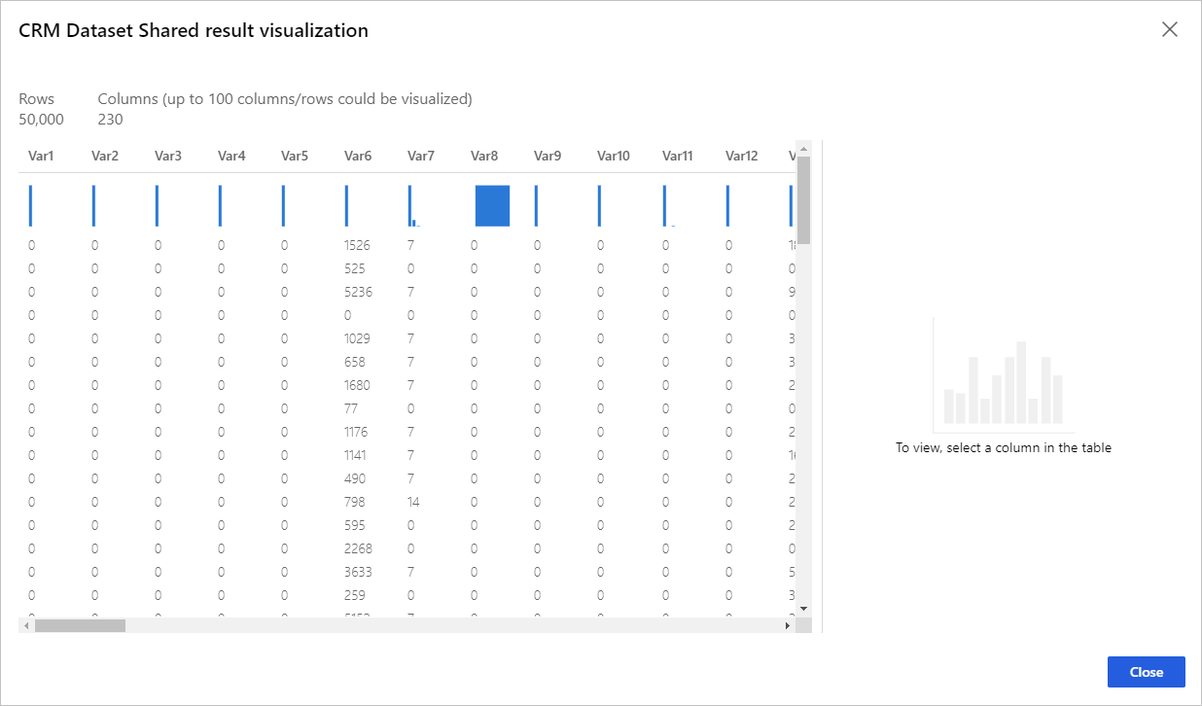 CRM Dataset Shared result visualization
Rows Columns (up to 100 columns/rows could be visualized)
50,000 230
Var1 Var2 Var3 Var4 Var5 Var6 Var7 Var8 Var9 Var10 Var11 Var12
0 0 0 0 0 1526 7 0 0 0 0 0
0 0 0 0 0 525 0 0 0 0 0 0 0
0 0 0 0 0 5236 7 0 0 0 0 0 9
0 0 0 0 0 0 0 0 0 0 0 0 0
0 0 0 0 0 1029 7 0 0 0 0 0 3
0 0 0 0 0 658 7 0 0 0 0 0 3
0 0 0 0 0 1680 7 0 0 0 0 0 2
0 0 0 0 0 77 0 0 0 0 0 0 0
0 0 0 0 0 1176 7 0 0 0 0 0 2
0 0 0 0 0 1141 7 0 0 0 0 0
0 0 0 0 0 490 7 0 0 0 0 0 2
0 0 0 0 0 798 14 0 0 0 0 0 2
0 0 0 0 0 595 0 0 0 0 0 0 2
0 0 0 0 0 2268 0 0 0 0 0 0 0
0 0 0 0 0 3633 7 0 0 0 0 0 5
0 0 0 0 0 259 0 0 0 0 0 0 3
To view, select a column in the table
Close